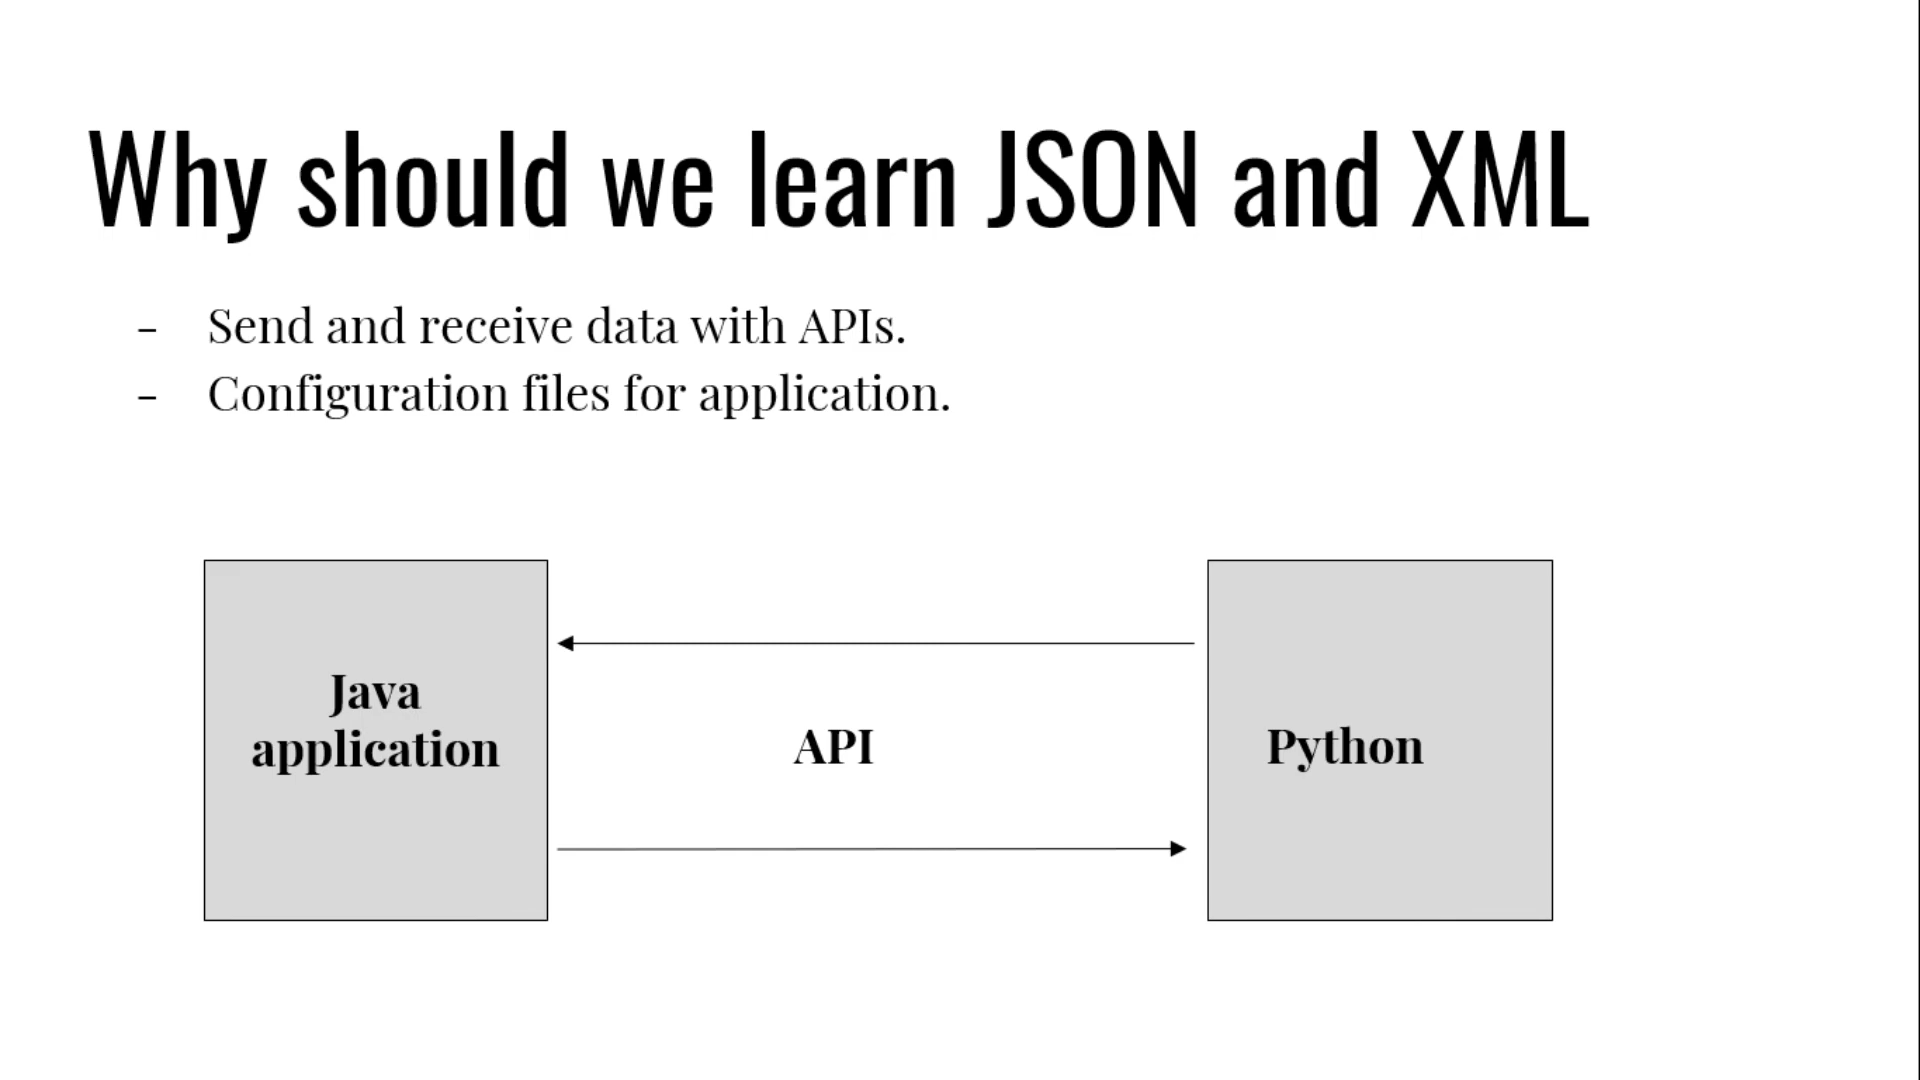 Why should we learn JSON and XML
- Send and receive data with APIs.
- Configuration files for application.
Java
application
API
Python